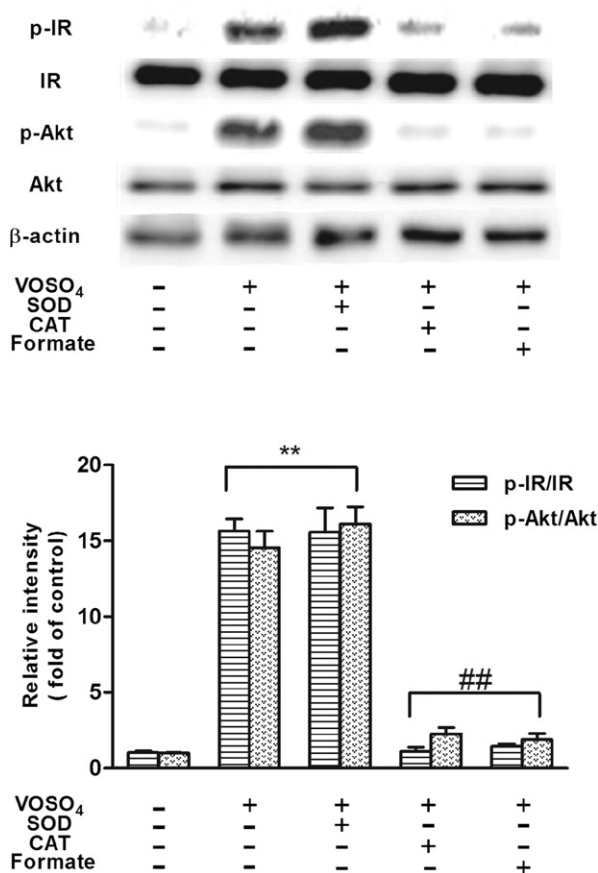 p-IR
IR
p-Akt
Akt
β-actin
VOSO4 – + + + +
SOD – – + – –
CAT – – – + –
Formate – – – – +
**
20
15
10
5
0
Relative intensity
( fold of control)
p-IR/IR
p-Akt/Akt
##
VOSO4 – + + + +
SOD – – + – –
CAT – – – + –
Formate – – – – +